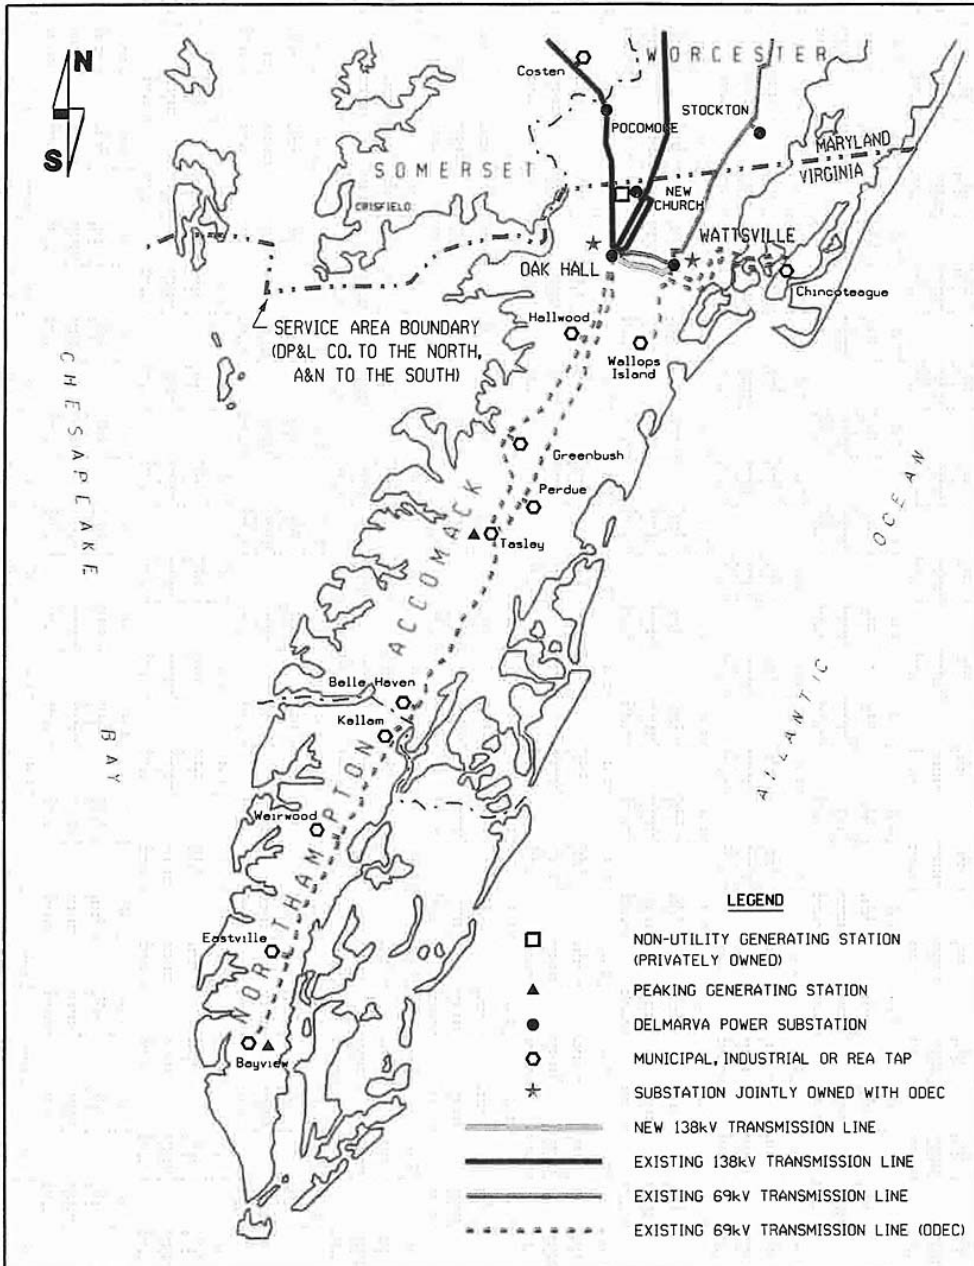 N
S
WORCESTER
Costen
STOCKTON
POCOMOKE
MARYLAND
VIRGINIA
SOMERSET
CRISFIELD
NEW
CHURCH
WATTSVILLE
OAK HALL
Chincoteague
SERVICE AREA BOUNDARY
(DP&L CO. TO THE NORTH,
A&N TO THE SOUTH)
Hallwood
Wallops
Island
CHESAPEAKE
BAY
Greenbush
Perdue
Tasley
ACCOMACK
ATLANTIC
OCEAN
Belle Haven
Kellam
NORTHAMPTON
Weirwood
Eastville
Bayview
LEGEND
NON-UTILITY GENERATING STATION
(PRIVATELY OWNED)
PEAKING GENERATING STATION
DELMARVA POWER SUBSTATION
MUNICIPAL, INDUSTRIAL OR REA TAP
SUBSTATION JOINTLY OWNED WITH ODEC
NEW 138kV TRANSMISSION LINE
EXISTING 138kV TRANSMISSION LINE
EXISTING 69kV TRANSMISSION LINE
EXISTING 69kV TRANSMISSION LINE (ODEC)